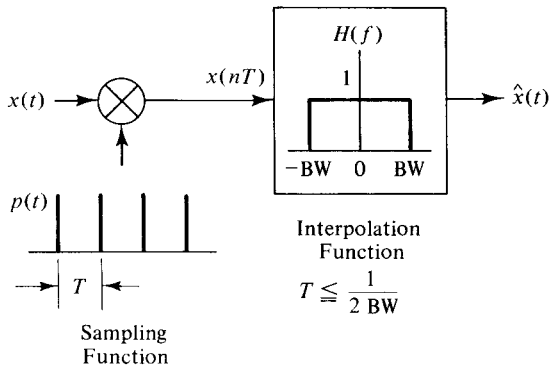 H(f)
x(t)
x(nT)
1
x̂(t)
−BW 0 BW
p(t)
T
Interpolation
Function
T ≦ 1 / 2 BW
Sampling
Function